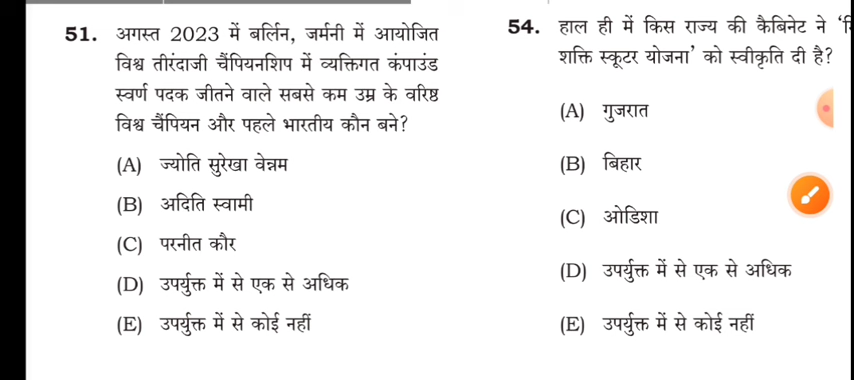 51. अगस्त 2023 में बर्लिन, जर्मनी में आयोजित
विश्व तीरंदाजी चैंपियनशिप में व्यक्तिगत कंपाउंड
स्वर्ण पदक जीतने वाले सबसे कम उम्र के वरिष्ठ
विश्व चैंपियन और पहले भारतीय कौन बने?
(A) ज्योति सुरेखा वेन्नम
(B) अदिति स्वामी
(C) परनीत कौर
(D) उपर्युक्त में से एक से अधिक
(E) उपर्युक्त में से कोई नहीं
54. हाल ही में किस राज्य की कैबिनेट ने
शक्ति स्कूटर योजना' को स्वीकृति दी है?
(A) गुजरात
(B) बिहार
(C) ओडिशा
(D) उपर्युक्त में से एक से अधिक
(E) उपर्युक्त में से कोई नहीं